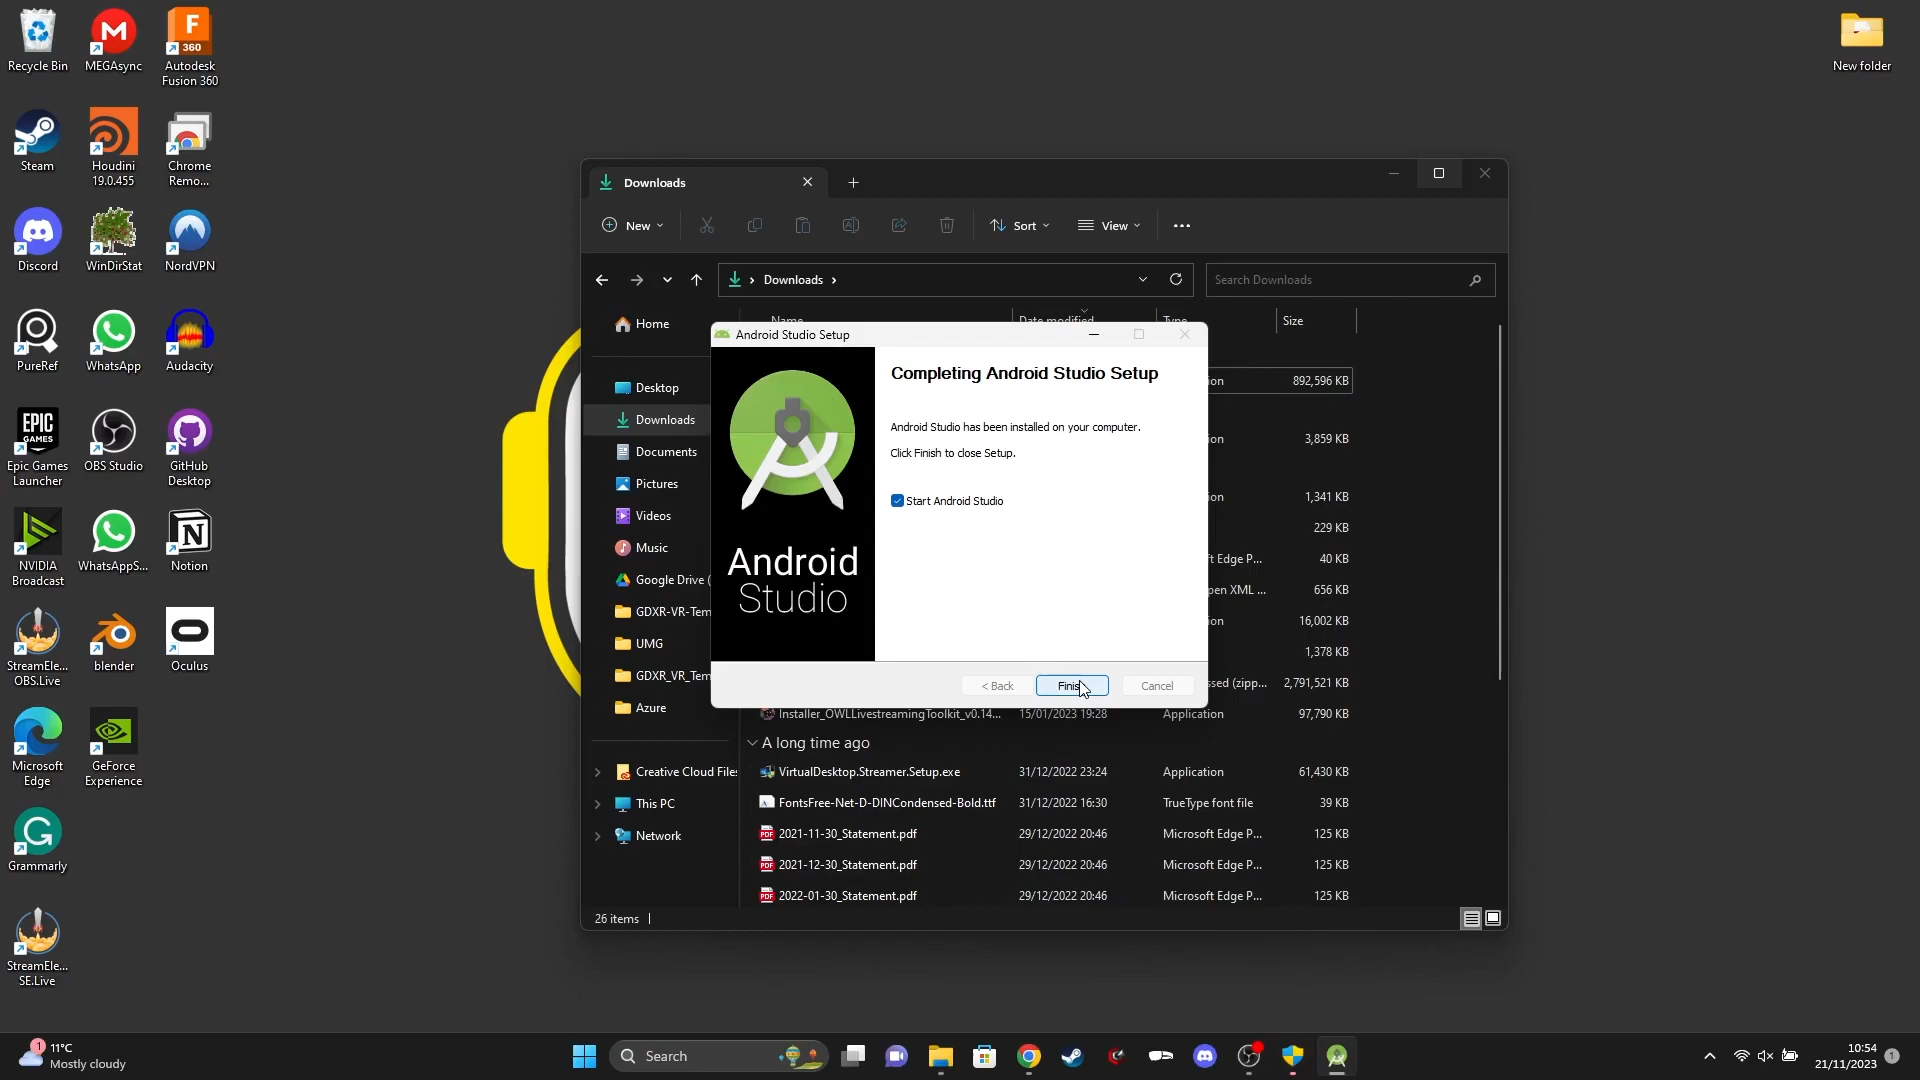 Recycle Bin
MEGAsync
F
360
Autodesk
Fusion 360
Steam
Houdini
19.0.455
Chrome
Remo...
Discord
WinDirStat
NordVPN
PureRef
WhatsApp
Audacity
EPIC
GAMES
Epic Games
Launcher
OBS Studio
GitHub
Desktop
NVIDIA
Broadcast
WhatsAppS...
Notion
StreamEle...
OBS.Live
blender
Oculus
Microsoft
Edge
GeForce
Experience
Grammarly
StreamEle...
SE.Live
New folder
Downloads
New
Sort
View
Downloads
Search Downloads
Home
Desktop
Downloads
Documents
Pictures
Videos
Music
Google Drive (
GDXR-VR-Tem
UMG
GDXR_VR_Tem
Azure
Creative Cloud Files
This PC
Network
Name
Date modified
Type
Size
ion 892,596 KB
ion 3,859 KB
ion 1,341 KB
229 KB
ft Edge P... 40 KB
pen XML ... 656 KB
ion 16,002 KB
1,378 KB
ssed (zipp... 2,791,521 KB
Installer_OWLLivestreamingToolkit_v0.14... 15/01/2023 19:28 Application 97,790 KB
A long time ago
VirtualDesktop.Streamer.Setup.exe 31/12/2022 23:24 Application 61,430 KB
FontsFree-Net-D-DINCondensed-Bold.ttf 31/12/2022 16:30 TrueType font file 39 KB
2021-11-30_Statement.pdf 29/12/2022 20:46 Microsoft Edge P... 125 KB
2021-12-30_Statement.pdf 29/12/2022 20:46 Microsoft Edge P... 125 KB
2022-01-30_Statement.pdf 29/12/2022 20:46 Microsoft Edge P... 125 KB
26 items
Android Studio Setup
Android
Studio
Completing Android Studio Setup
Android Studio has been installed on your computer.
Click Finish to close Setup.
Start Android Studio
< Back
Finis
Cancel
1
11°C
Mostly cloudy
Search
10:54
21/11/2023
1